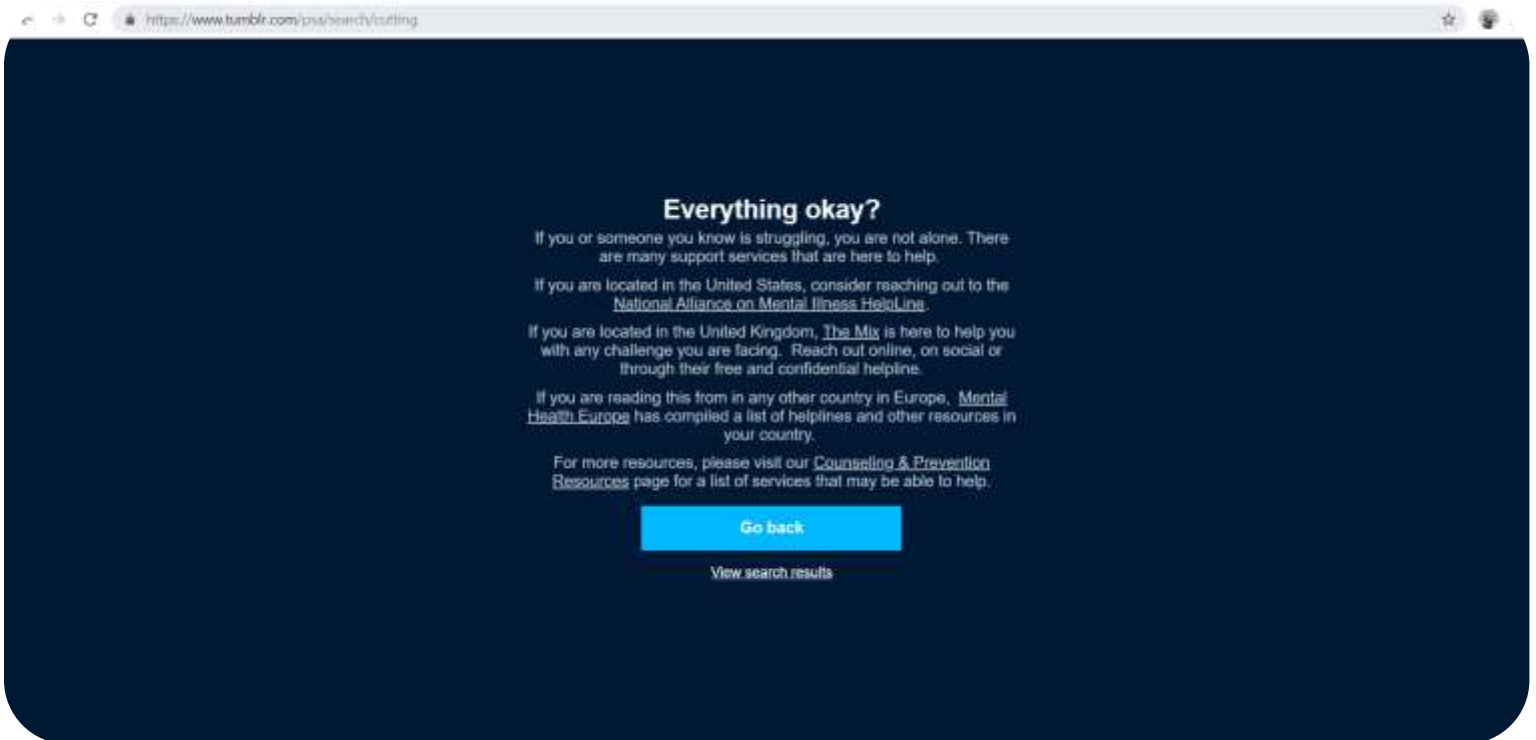 https://www.tumblr.com/psa/search/cutting
Everything okay?
If you or someone you know is struggling, you are not alone. There
are many support services that are here to help.
If you are located in the United States, consider reaching out to the
National Alliance on Mental Illness HelpLine.
If you are located in the United Kingdom, The Mix is here to help you
with any challenge you are facing. Reach out online, on social or
through their free and confidential helpline.
If you are reading this from in any other country in Europe, Mental
Health Europe has compiled a list of helplines and other resources in
your country.
For more resources, please visit our Counseling & Prevention
Resources page for a list of services that may be able to help.
Go back
View search results